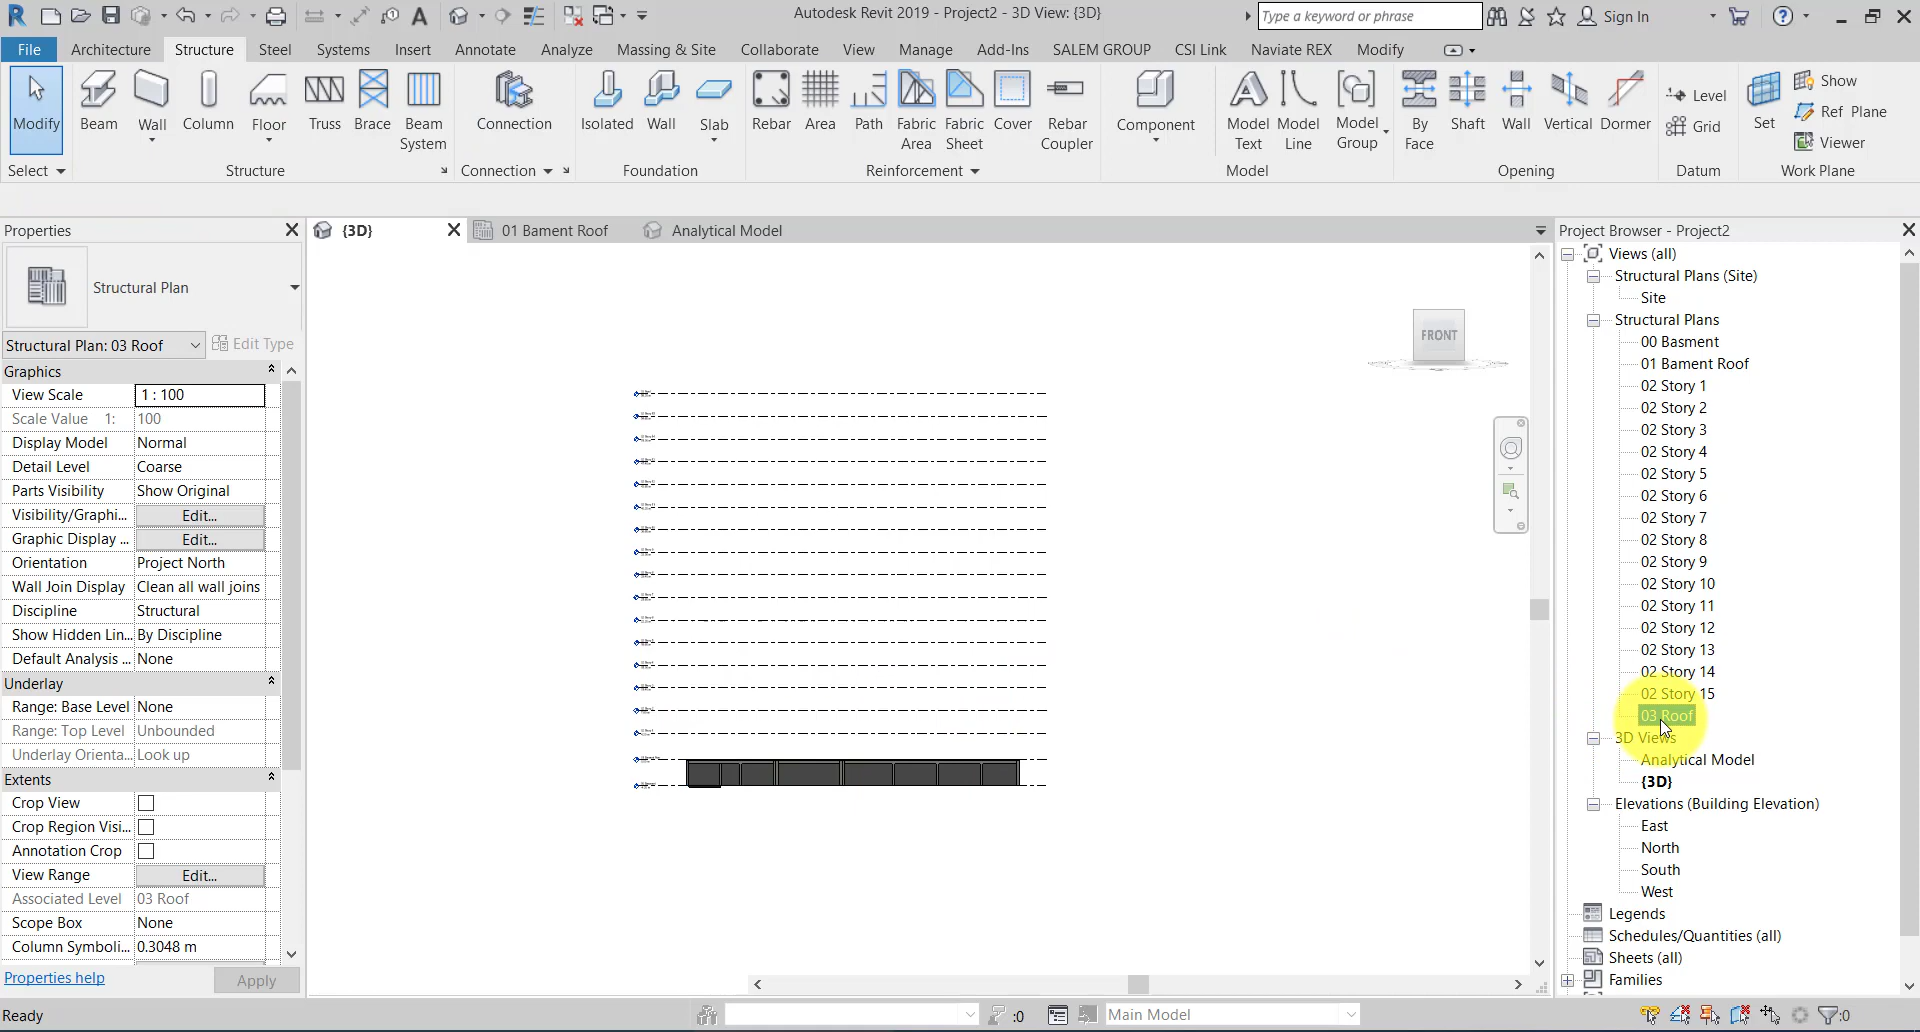 Autodesk Revit 2019 - Project2 - 3D View: {3D}
Type a keyword or phrase
Sign In
File
Architecture
Structure
Steel
Systems
Insert
Annotate
Analyze
Massing & Site
Collaborate
View
Manage
Add-Ins
SALEM GROUP
CSI Link
Naviate REX
Modify
Modify
Beam
Wall
Column
Floor
Truss
Brace
Beam
System
Connection
Isolated
Wall
Slab
Rebar
Area
Path
Fabric
Area
Fabric
Sheet
Cover
Rebar
Coupler
Component
Model
Text
Model
Line
Model
Group
By
Face
Shaft
Wall
Vertical
Dormer
Level
Grid
Set
Show
Ref Plane
Viewer
Select
Structure
Connection
Foundation
Reinforcement
Model
Opening
Datum
Work Plane
Properties
Structural Plan
Structural Plan: 03 Roof
Edit Type
Graphics
View Scale 1 : 100
Scale Value 1: 100
Display Model Normal
Detail Level Coarse
Parts Visibility Show Original
Visibility/Graphi... Edit...
Graphic Display ... Edit...
Orientation Project North
Wall Join Display Clean all wall joins
Discipline Structural
Show Hidden Lin... By Discipline
Default Analysis ... None
Underlay
Range: Base Level None
Range: Top Level Unbounded
Underlay Orienta... Look up
Extents
Crop View
Crop Region Visi...
Annotation Crop
View Range Edit...
Associated Level 03 Roof
Scope Box None
Column Symboli... 0.3048 m
Properties help
Apply
{3D}
01 Bament Roof
Analytical Model
FRONT
Project Browser - Project2
Views (all)
Structural Plans (Site)
Site
Structural Plans
00 Basment
01 Bament Roof
02 Story 1
02 Story 2
02 Story 3
02 Story 4
02 Story 5
02 Story 6
02 Story 7
02 Story 8
02 Story 9
02 Story 10
02 Story 11
02 Story 12
02 Story 13
02 Story 14
02 Story 15
03 Roof
3D Views
Analytical Model
{3D}
Elevations (Building Elevation)
East
North
South
West
Legends
Schedules/Quantities (all)
Sheets (all)
Families
Ready
:0
Main Model
:0